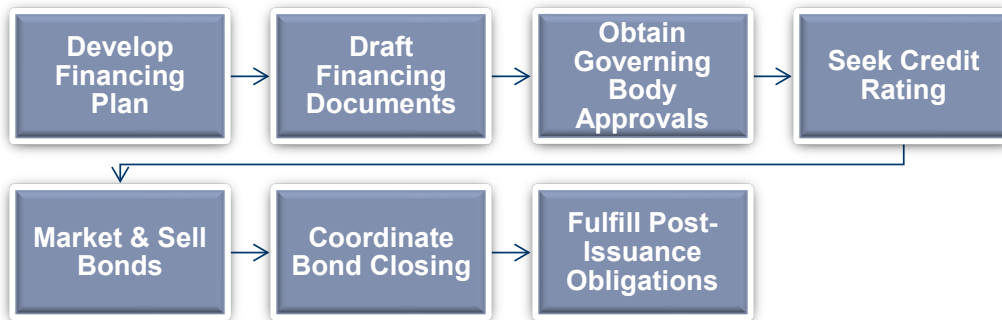 Develop
Financing
Plan
Draft
Financing
Documents
Obtain
Governing
Body
Approvals
Seek Credit
Rating
Market & Sell
Bonds
Coordinate
Bond Closing
Fulfill Post-
Issuance
Obligations